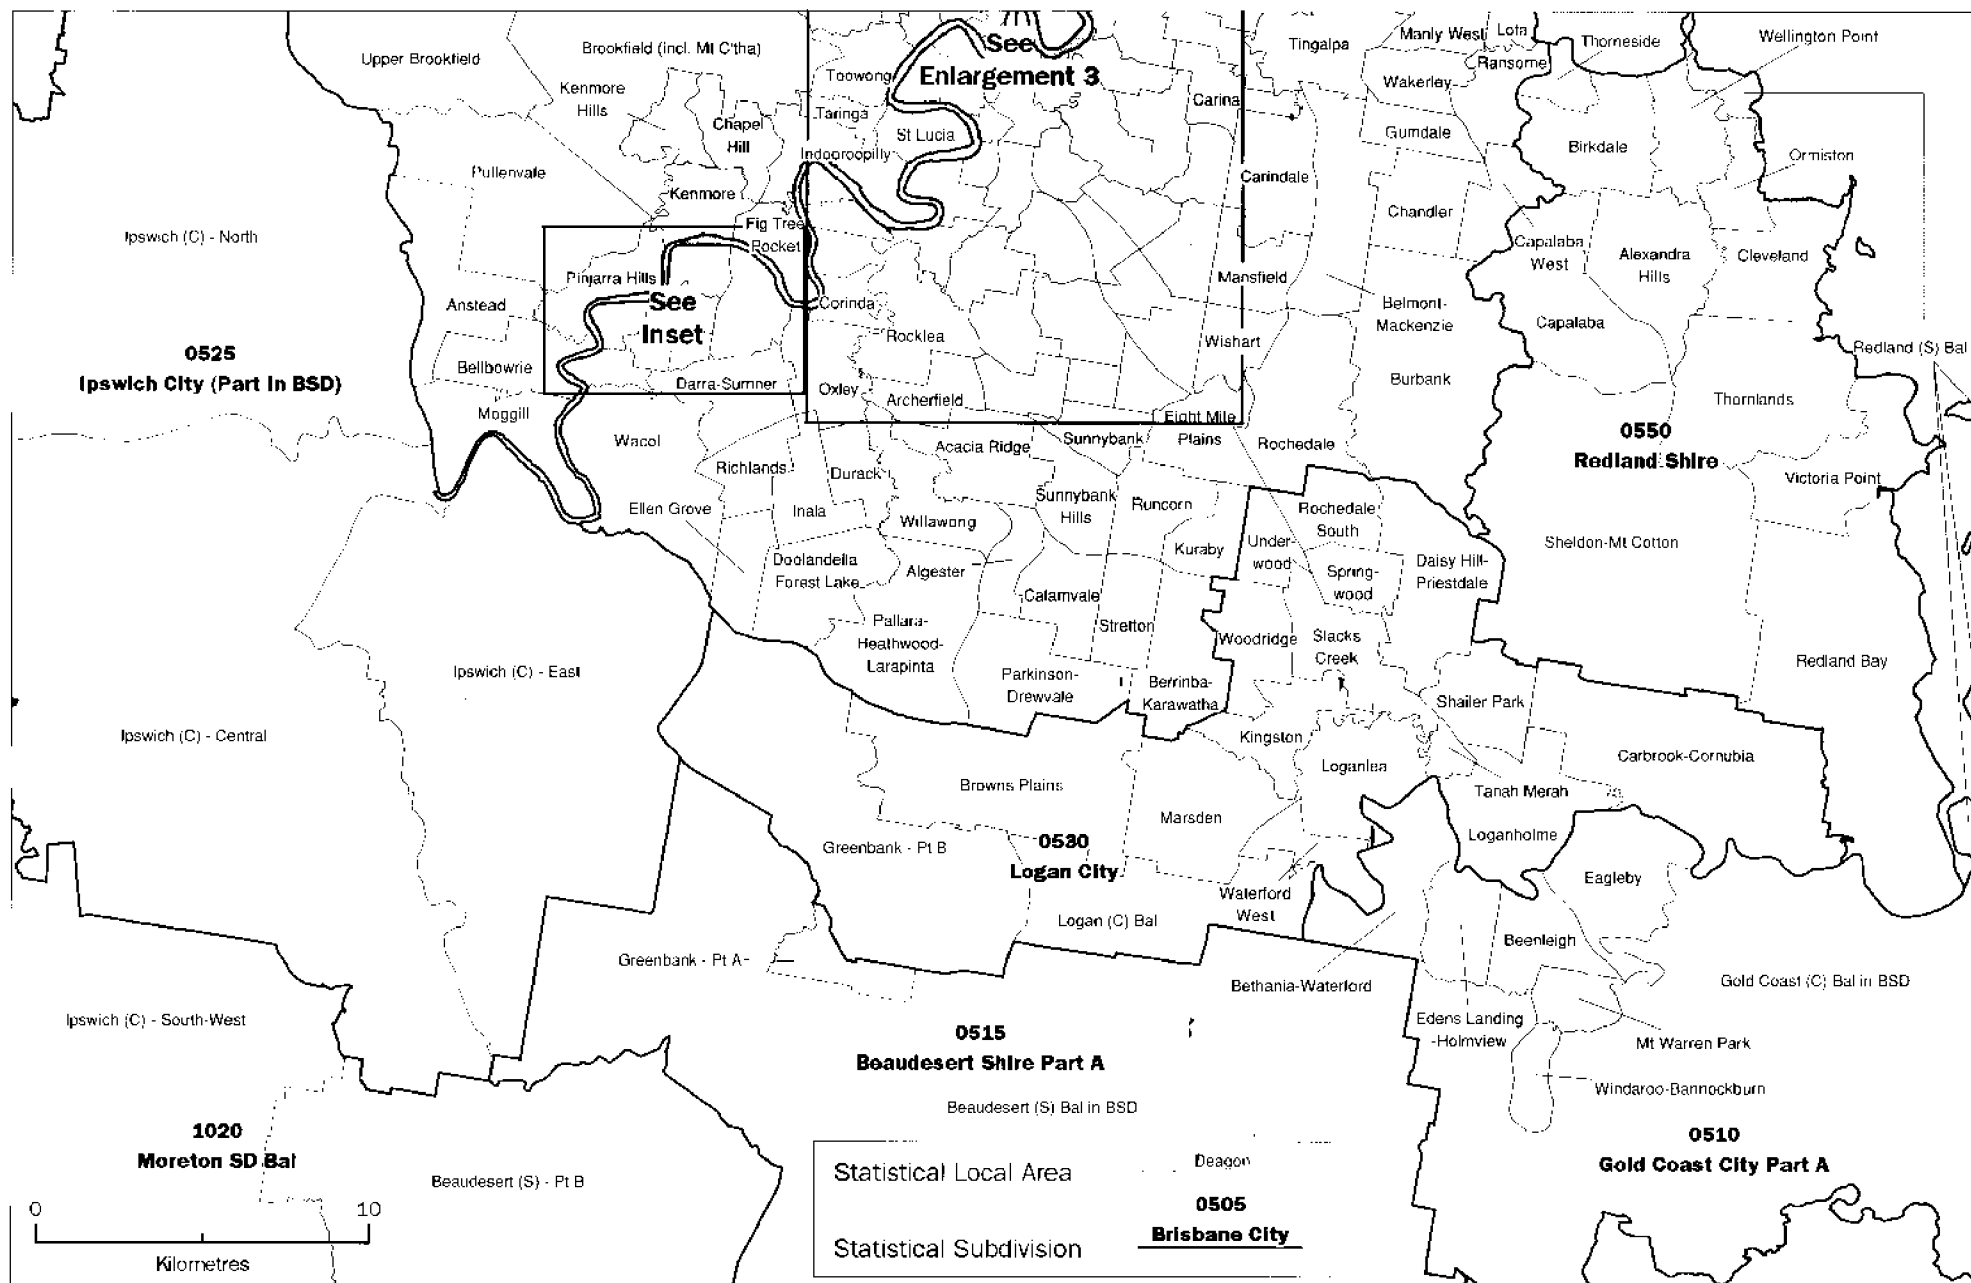 Upper Brookfield
Brookfield (incl. Mt C'tha)
See
Enlargement 3
Tingalpa
Manly West
Lota
Ransome
Thorneside
Wellington Point
Kenmore
Hills
Toowong
Wakerley
Carina
Chapel
Hill
Taringa
St Lucia
Gumdale
Birkdale
Indooroopilly
Ormiston
Pullenvale
Kenmore
Carindale
Chandler
Fig Tree
Pocket
Ipswich (C) - North
Capalaba
West
Alexandra
Hills
Cleveland
Pinjarra Hills
See
Inset
Mansfield
Anstead
Corinda
Belmont-
Mackenzie
Capalaba
Rocklea
Wishart
Redland (S) Bal
0525
Ipswich City (Part in BSD)
Bellbowrie
Darra-Sumner
Oxley
Archerfield
Burbank
Thornlands
Moggill
Eight Mile
Plains
Wacol
Acacia Ridge
Sunnybank
Rochedale
0550
Redland Shire
Richlands
Durack
Victoria Point
Ellen Grove
Inala
Willawong
Sunnybank
Hills
Runcorn
Rochedale
South
Kuraby
Under-
wood
Sheldon-Mt Cotton
Doolandella
Forest Lake
Algester
Spring-
wood
Daisy Hill-
Priestdale
Calamvale
Pallara-
Heathwood-
Larapinta
Stretton
Woodridge
Slacks
Creek
Ipswich (C) - East
Redland Bay
Parkinson-
Drewvale
Berrinba-
Karawatha
Shailer Park
Ipswich (C) - Central
Kingston
Loganlea
Carbrook-Cornubia
Browns Plains
Tanah Merah
Marsden
Loganholme
Greenbank - Pt B
0530
Logan City
Waterford
West
Eagleby
Logan (C) Bal
Beenleigh
Greenbank - Pt A
Bethania-Waterford
Gold Coast (C) Bal in BSD
Ipswich (C) - South-West
Edens Landing
-Holmview
0515
Beaudesert Shire Part A
Mt Warren Park
Windaroo-Bannockburn
Beaudesert (S) Bal in BSD
1020
Moreton SD Bal
0510
Gold Coast City Part A
Beaudesert (S) - Pt B
Statistical Local Area
Deagon
0505
Brisbane City
Statistical Subdivision
0 10
Kilometres